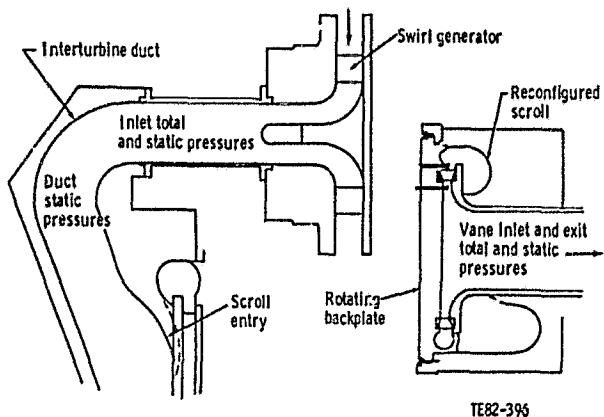 Interturbine duct
Swirl generator
Inlet total
and static pressures
Reconfigured
scroll
Duct
static
pressures
Vane Inlet and exit
total and static
pressures
Scroll
entry
Rotating
backplate
TE82-396